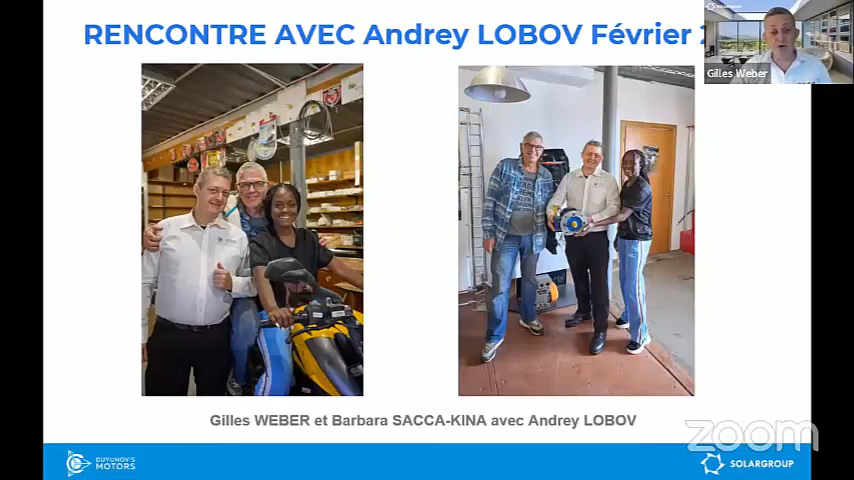 RENCONTRE AVEC Andrey LOBOV Février
SOLARGROUP
Gilles Weber
Gilles WEBER et Barbara SACCA-KINA avec Andrey LOBOV
zoom
DUYUNOV'S
MOTORS
SOLARGROUP